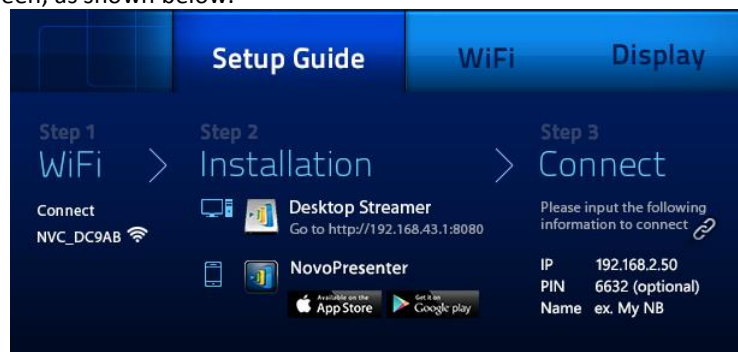 een, as shown below.
Setup Guide
WiFi
Display
Step 1
WiFi
Step 2
Installation
Step 3
Connect
Connect
NVC_DC9AB
Desktop Streamer
Go to http://192.168.43.1:8080
NovoPresenter
Available on the
App Store
Get it on
Google play
Please input the following
information to connect
IP 192.168.2.50
PIN 6632 (optional)
Name ex. My NB